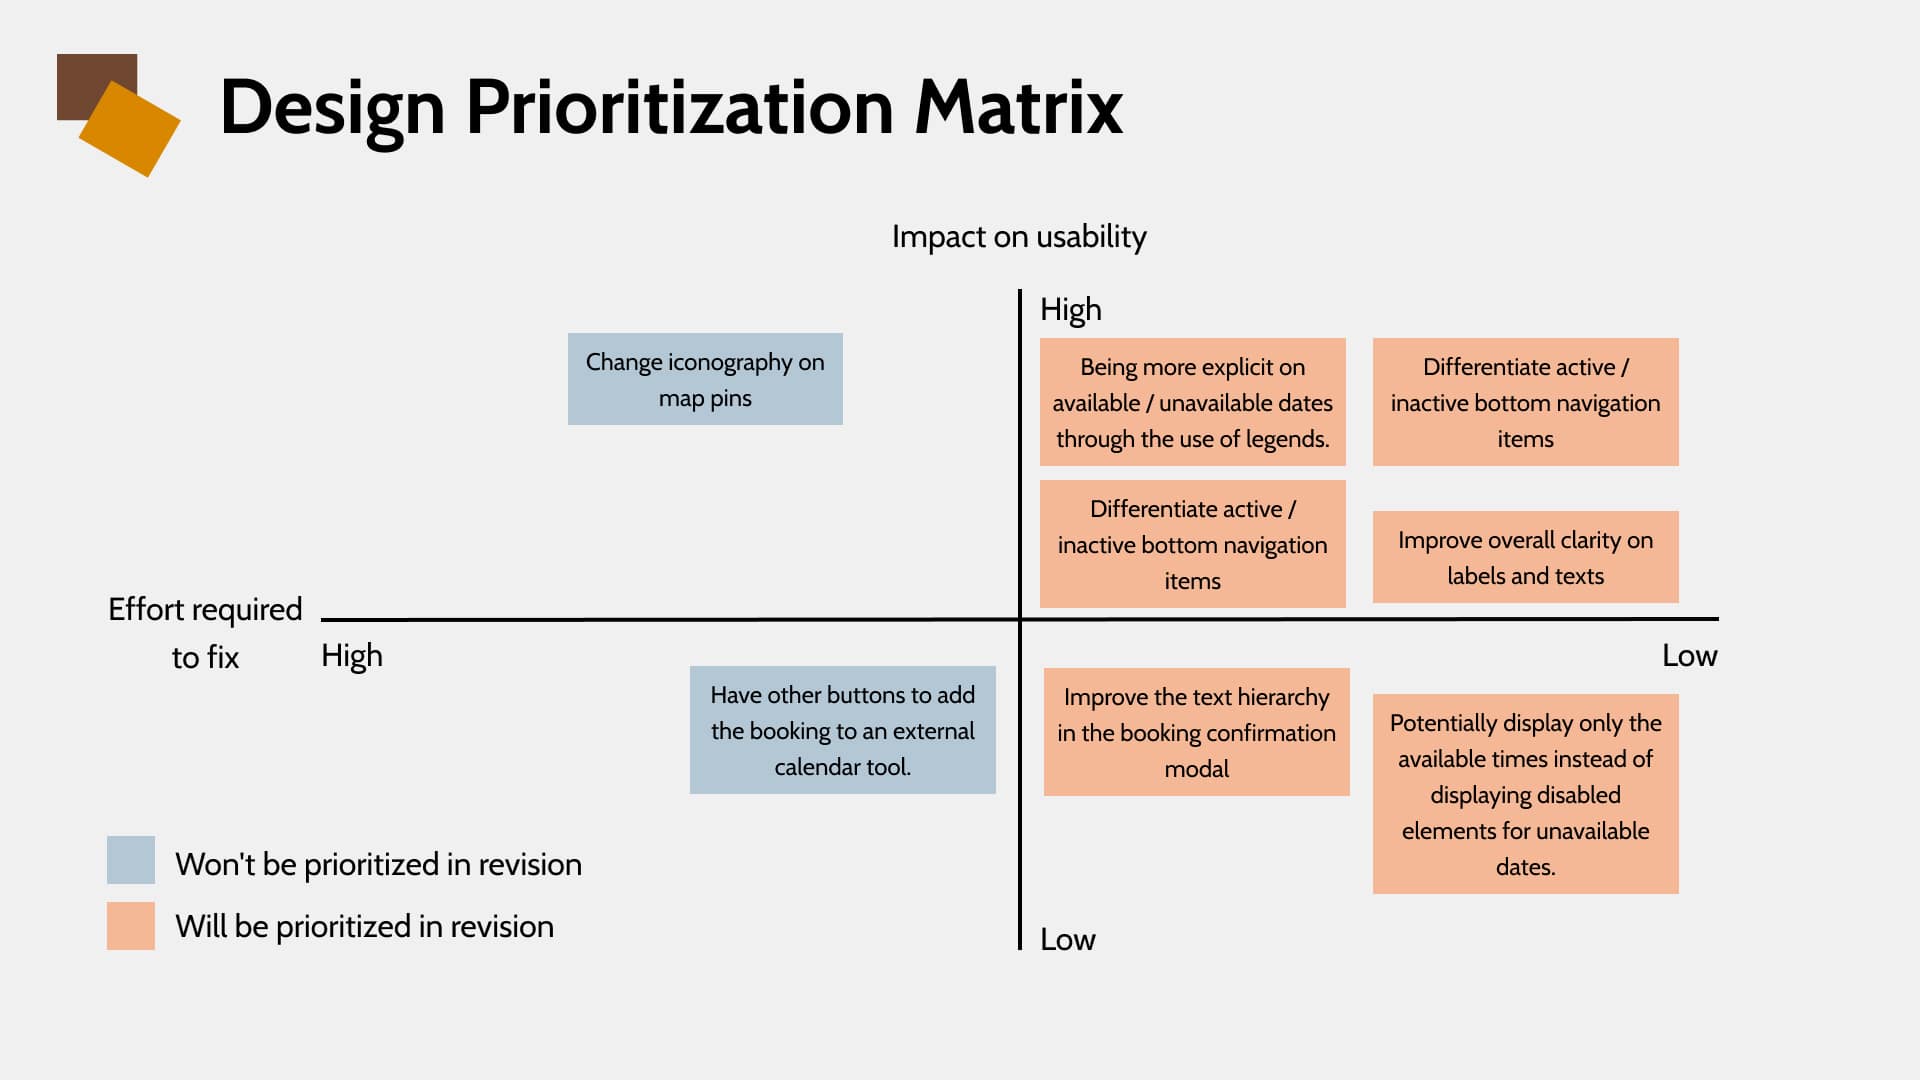 Design Prioritization Matrix
Impact on usability
High
Change iconography on
map pins
Being more explicit on
available / unavailable dates
through the use of legends.
Differentiate active /
inactive bottom navigation
items
Differentiate active /
inactive bottom navigation
items
Improve overall clarity on
labels and texts
Effort required
to fix
High
Low
Have other buttons to add
the booking to an external
calendar tool.
Improve the text hierarchy
in the booking confirmation
modal
Potentially display only the
available times instead of
displaying disabled
elements for unavailable
dates.
Won't be prioritized in revision
Will be prioritized in revision
Low